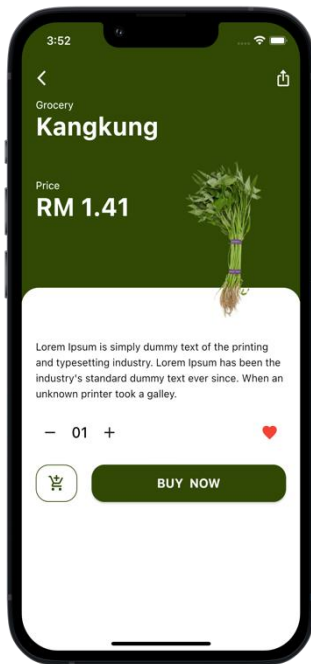 3:52
Grocery
Kangkung
Price
RM 1.41
Lorem Ipsum is simply dummy text of the printing
and typesetting industry. Lorem Ipsum has been the
industry's standard dummy text ever since. When an
unknown printer took a galley.
01
BUY NOW